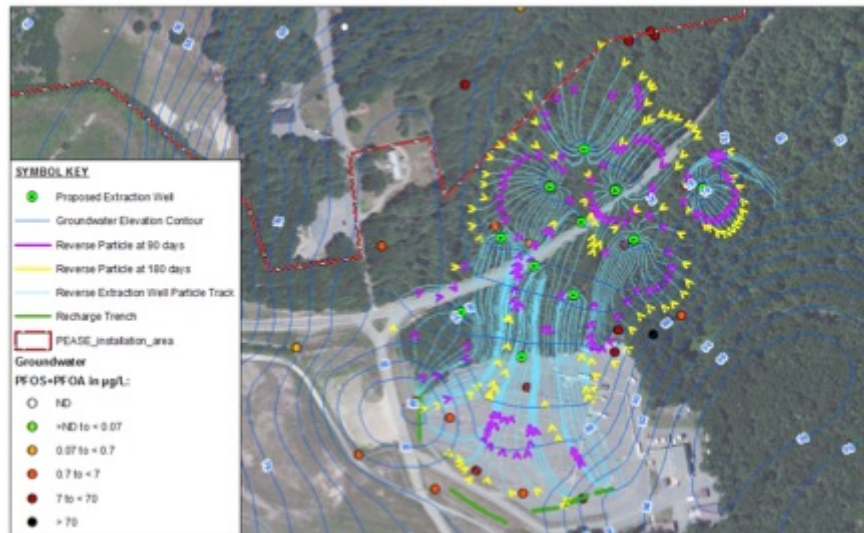 SYMBOL KEY
Proposed Extraction Well
Groundwater Elevation Contour
Reverse Particle at 90 days
Reverse Particle at 180 days
Reverse Extraction Well Particle Track
Recharge Trench
PEASE_installation_area
Groundwater
PFOS+PFOA in µg/L:
ND
>ND to < 0.07
0.07 to < 0.7
0.7 to < 7
7 to < 70
> 70